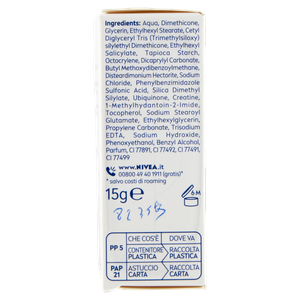 Ingredients: Aqua, Dimethicone,
Glycerin, Ethylhexyl Stearate, Cetyl
Diglyceryl Tris (Trimethylsiloxy)
silylethyl Dimethicone, Ethylhexyl
Salicylate, Tapioca Starch,
Octocrylene, Dicaprylyl Carbonate,
Butyl Methoxydibenzoylmethane,
Disteardimonium Hectorite, Sodium
Chloride, Phenylbenzimidazole
Sulfonic Acid, Silica Dimethyl
Silylate, Ubiquinone, Creatine,
1-Methylhydantoin-2-Imide,
Tocopherol, Sodium Stearoyl
Glutamate, Ethylhexylglycerin,
Propylene Carbonate, Trisodium
EDTA, Sodium Hydroxide,
Phenoxyethanol, Benzyl Alcohol,
Parfum, CI 77891, CI 77492, CI 77491,
CI 77499
www.NIVEA.it
00800 49 40 1911 (gratis)*
* salvo costi di roaming
15g e
6 M
CHE COS'È DOVE VA
PP 5 CONTENITORE PLASTICA RACCOLTA PLASTICA
PAP 21 ASTUCCIO CARTA RACCOLTA CARTA